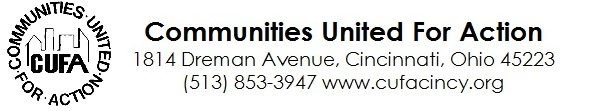 COMMUNITIES · UNITED · FOR · ACTION ·
CUFA
Communities United For Action
1814 Dreman Avenue, Cincinnati, Ohio 45223
(513) 853-3947 www.cufacincy.org